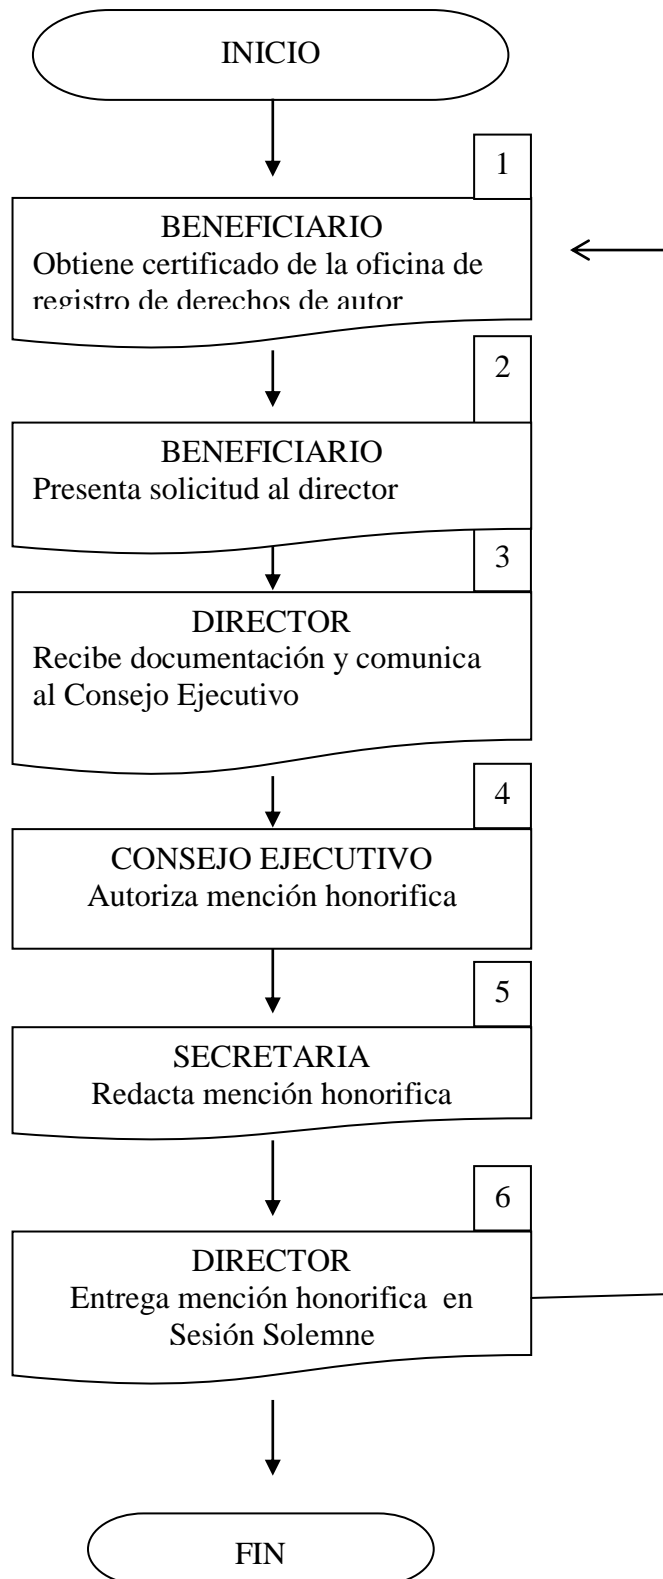 INICIO
1
BENEFICIARIO
Obtiene certificado de la oficina de
registro de derechos de autor
2
BENEFICIARIO
Presenta solicitud al director
3
DIRECTOR
Recibe documentación y comunica
al Consejo Ejecutivo
4
CONSEJO EJECUTIVO
Autoriza mención honorifica
5
SECRETARIA
Redacta mención honorifica
6
DIRECTOR
Entrega mención honorifica en
Sesión Solemne
FIN